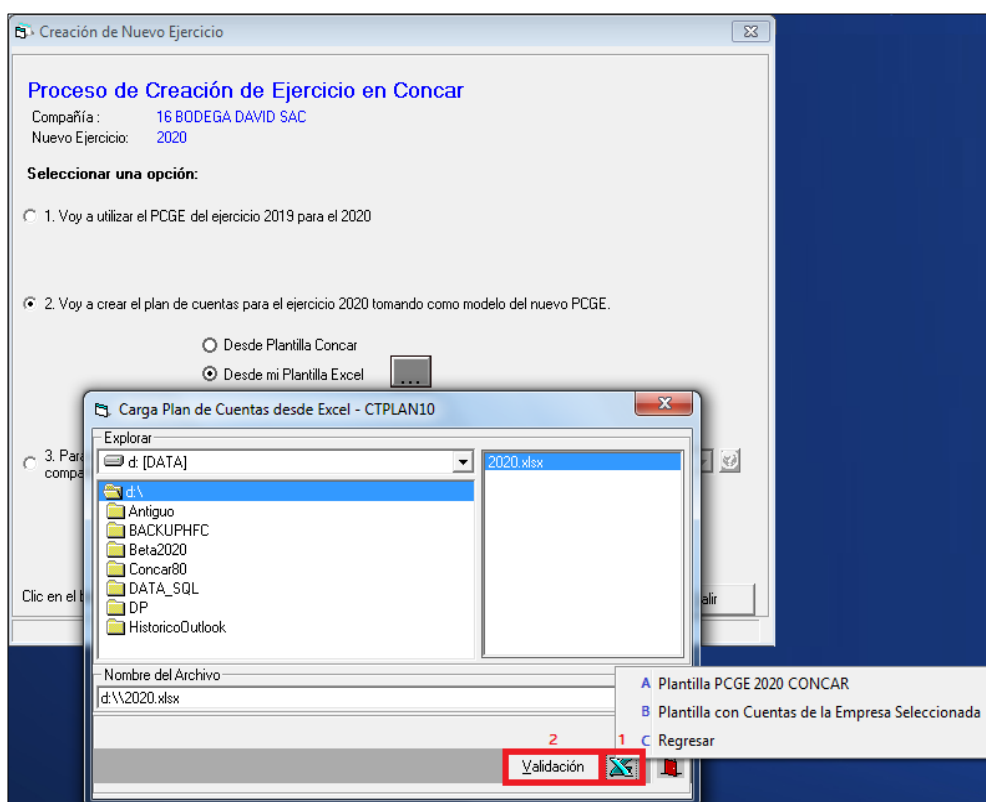 Creación de Nuevo Ejercicio
Proceso de Creación de Ejercicio en Concar
Compañía : 16 BODEGA DAVID SAC
Nuevo Ejercicio: 2020
Seleccionar una opción:
1. Voy a utilizar el PCGE del ejercicio 2019 para el 2020
2. Voy a crear el plan de cuentas para el ejercicio 2020 tomando como modelo del nuevo PCGE.
Desde Plantilla Concar
Desde mi Plantilla Excel ...
Carga Plan de Cuentas desde Excel - CTPLAN10
Explorar
3. Para
compa
d: [DATA]
2020.xlsx
d:\
Antiguo
BACKUPHFC
Beta2020
Concar80
DATA_SQL
DP
HistoricoOutlook
Clic en el b
alir
Nombre del Archivo
d:\\2020.xlsx
A Plantilla PCGE 2020 CONCAR
B Plantilla con Cuentas de la Empresa Seleccionada
C Regresar
2 1
Validación